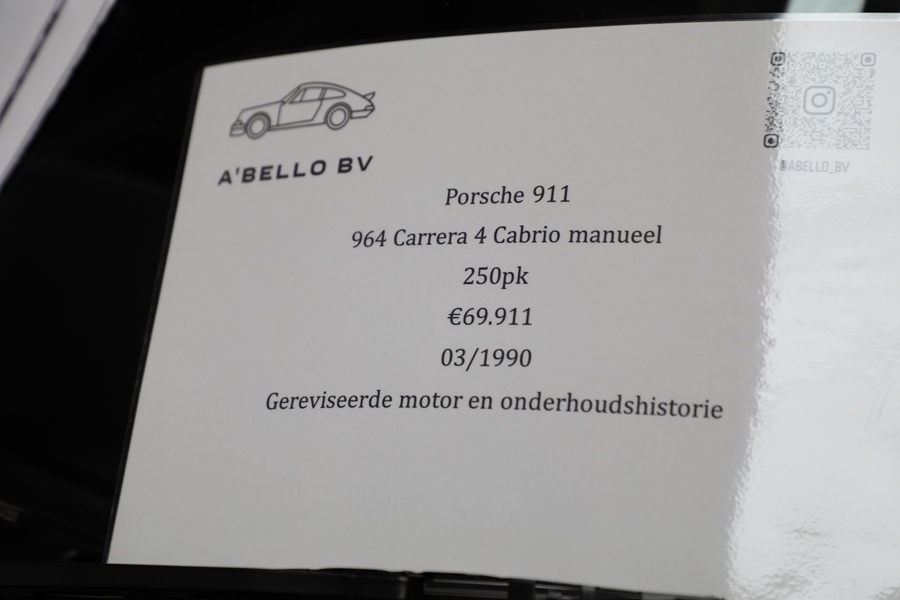 A'BELLO BV
@ABELLO_BV
Porsche 911
964 Carrera 4 Cabrio manueel
250pk
€69.911
03/1990
Gereviseerde motor en onderhoudshistorie